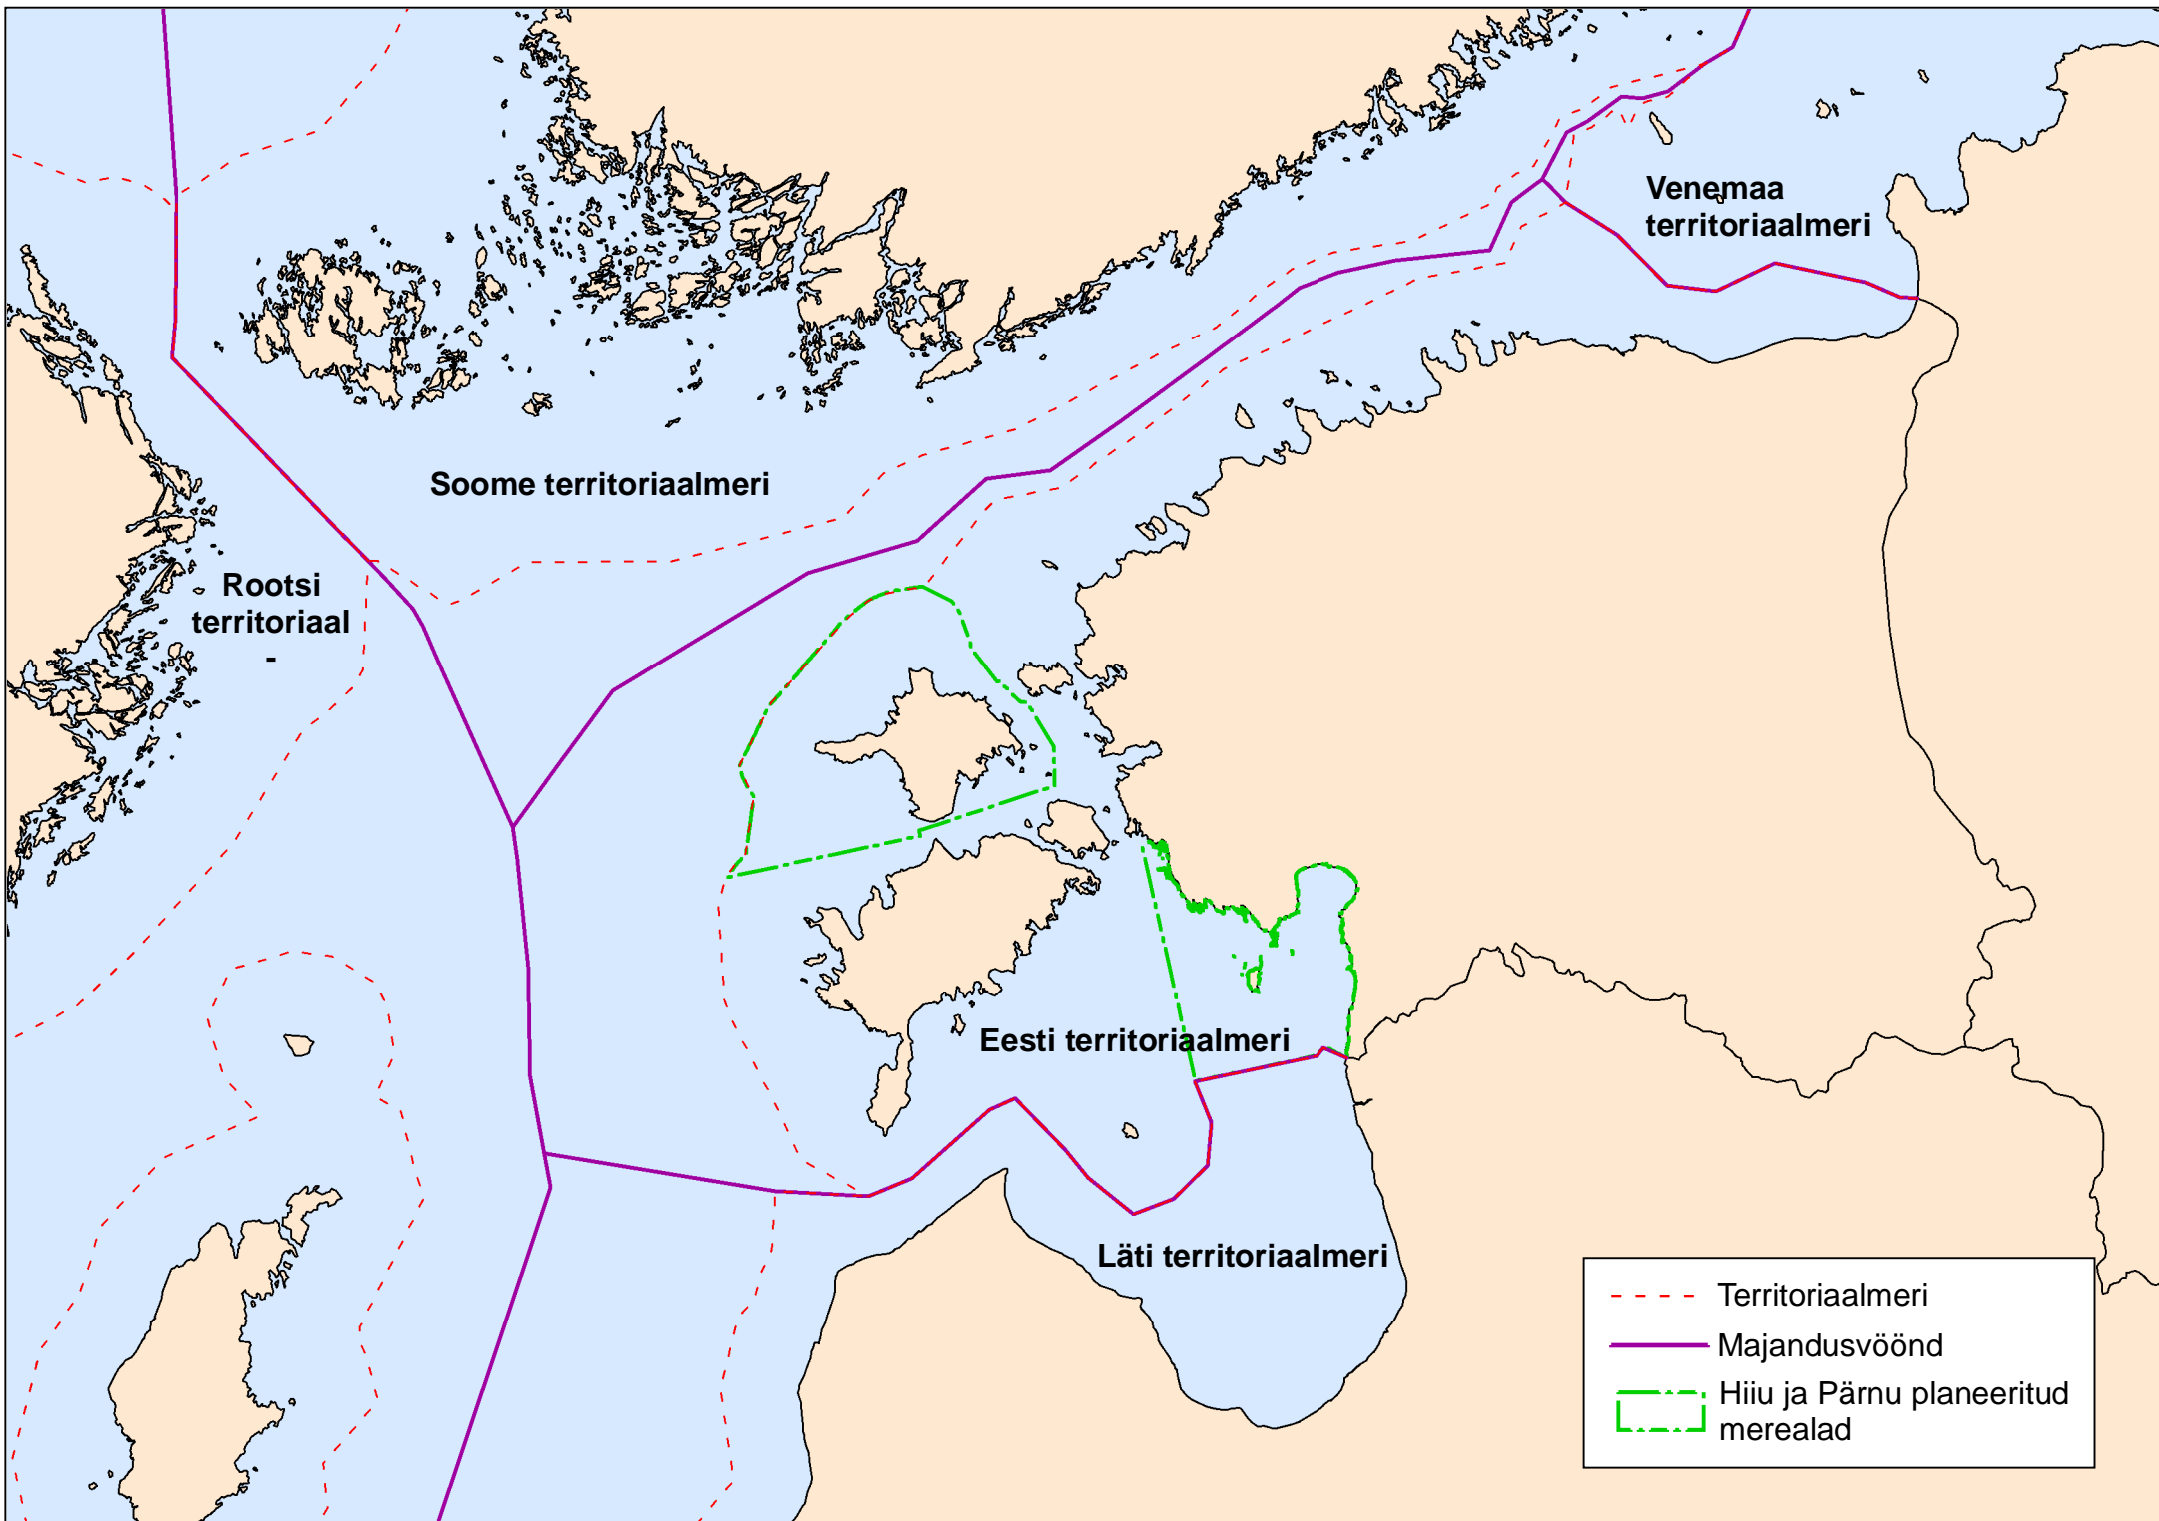 Venemaa
territoriaalmeri
Soome territoriaalmeri
Rootsi
territoriaal
-
Eesti territoriaalmeri
Läti territoriaalmeri
Territoriaalmeri
Majandusvöönd
Hiiu ja Pärnu planeeritud
merealad